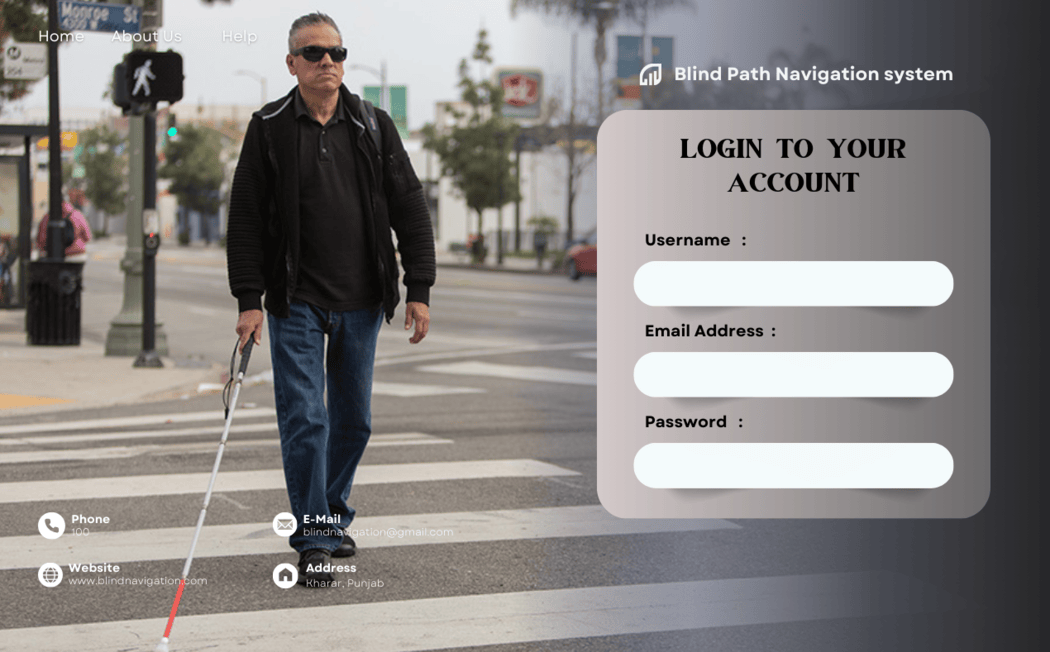 Monroe St
Home
About Us
Help
Blind Path Navigation system
LOGIN TO YOUR
ACCOUNT
Username :
Email Address :
Password :
Phone
100
E-Mail
blindnavigation@gmail.com
Website
www.blindnavigation.com
Address
Kharar, Punjab